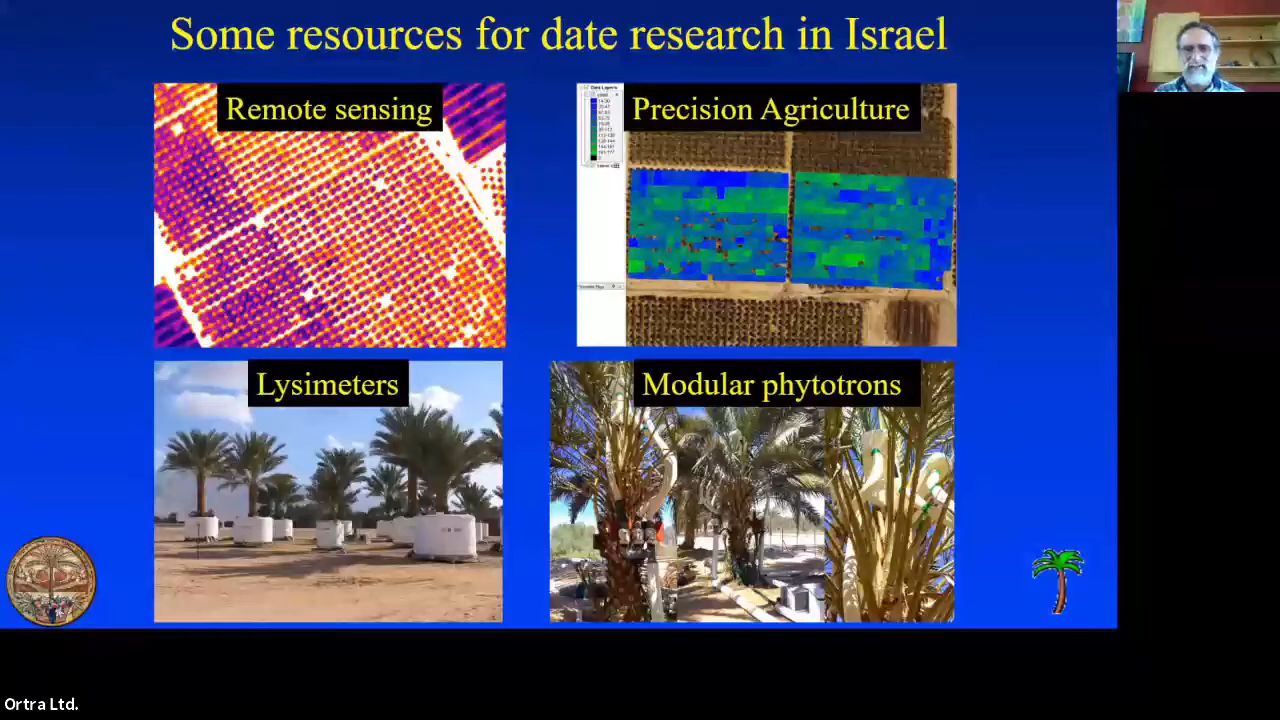 Some resources for date research in Israel
Remote sensing
Precision Agriculture
Lysimeters
Modular phytotrons
Ortra Ltd.